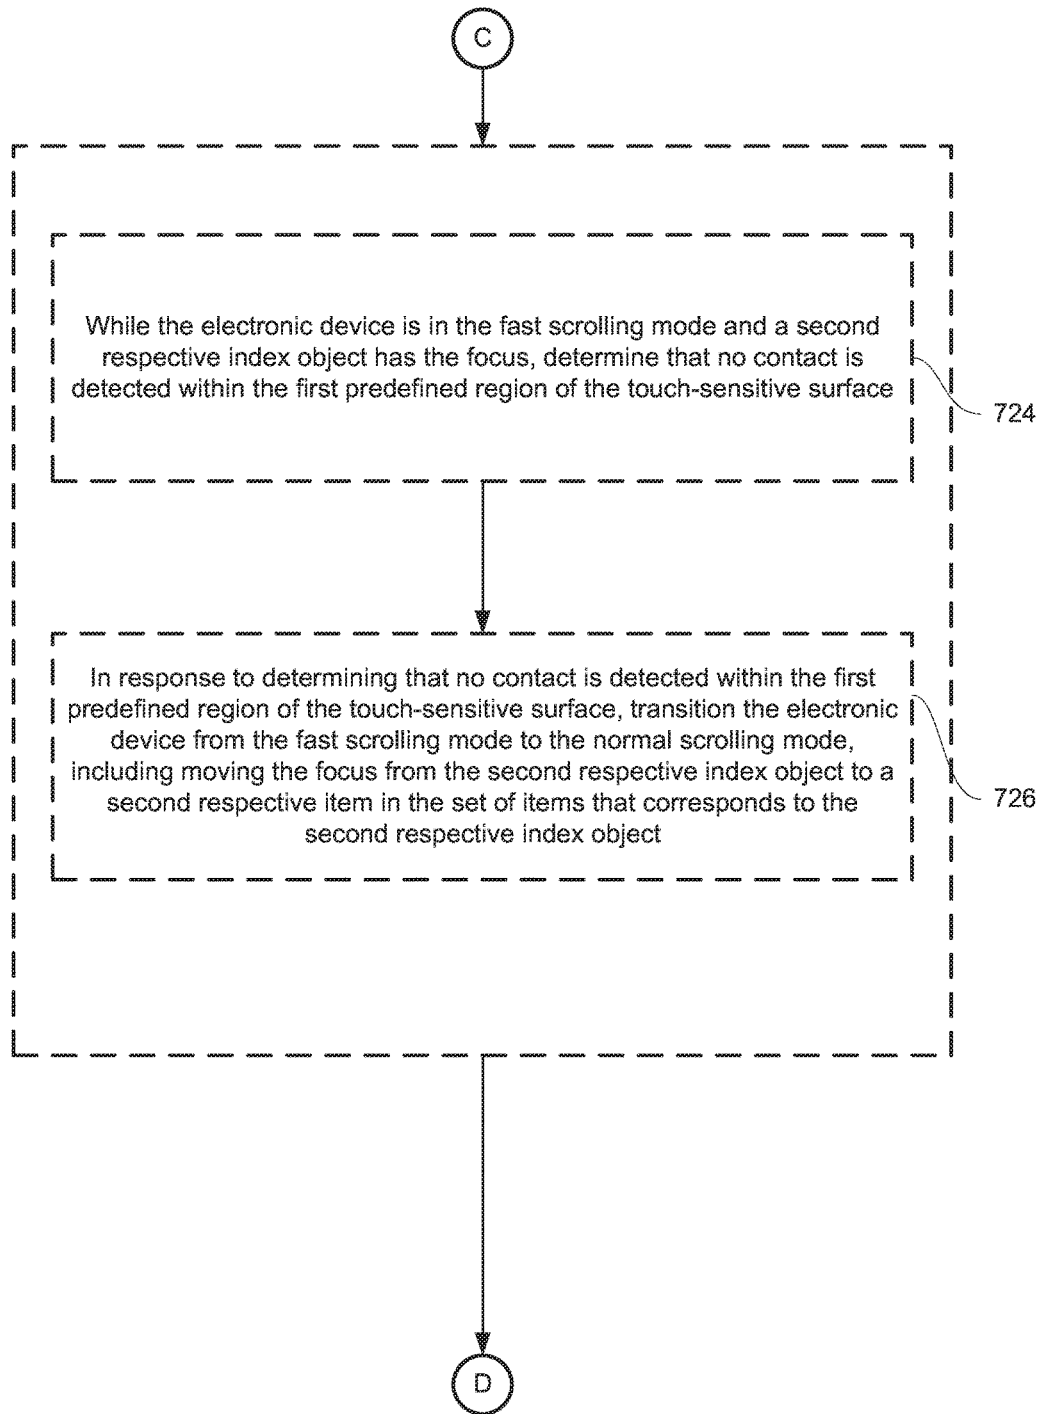 C
While the electronic device is in the fast scrolling mode and a second
respective index object has the focus, determine that no contact is
detected within the first predefined region of the touch-sensitive surface
724
In response to determining that no contact is detected within the first
predefined region of the touch-sensitive surface, transition the electronic
device from the fast scrolling mode to the normal scrolling mode,
including moving the focus from the second respective index object to a
second respective item in the set of items that corresponds to the
second respective index object
726
D